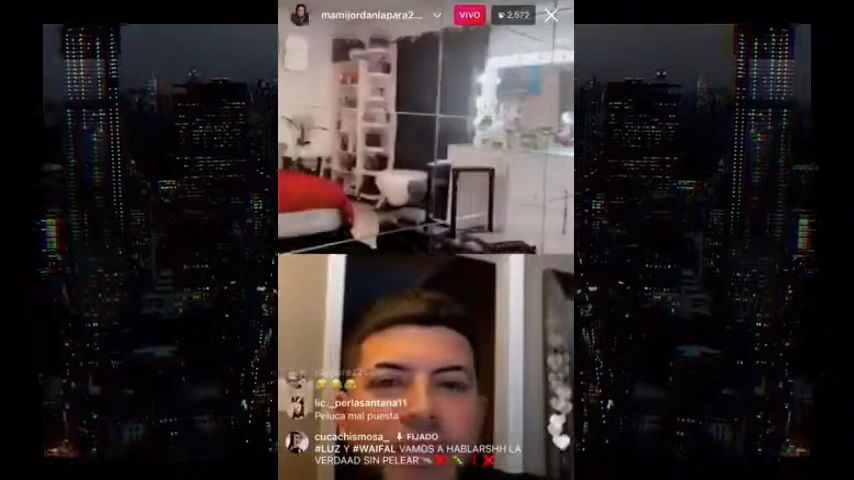 mamijordanlapara2...
VIVO
2,572
lic._perlasantana11
Peluca mal puesta
cucachismosa_ FIJADO
#LUZ Y #WAIFAL VAMOS A HABLARSHH LA
VERDAAD SIN PELEAR